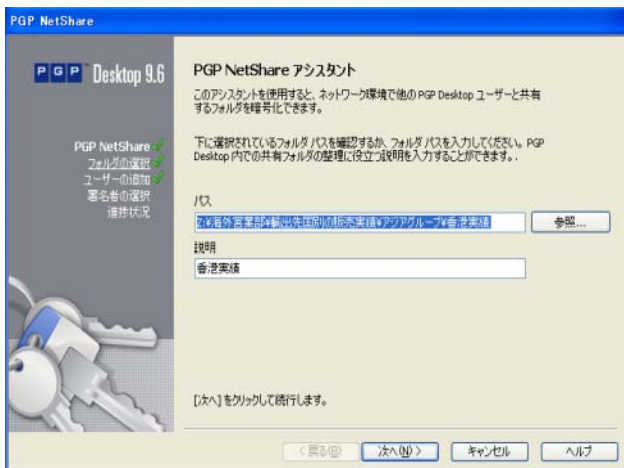 PGP NetShare
PGP Desktop 9.6
PGP NetShare
フォルダの選択
ユーザーの追加
署名者の選択
進捗状況
PGP NetShare アシスタント
このアシスタントを使用すると、ネットワーク環境で他の PGP Desktop ユーザーと共有
するフォルダを暗号化できます。
下に選択されているフォルダ パスを確認するか、フォルダ パスを入力してください。PGP
Desktop 内での共有フォルダの整理に役立つ説明を入力することができます。.
パス
Z:¥海外営業部¥輸出先国別の販売実績¥アジアグループ¥香港実績
参照...
説明
香港実績
[次へ] をクリックして続行します。
< 戻る(B)
次へ(N) >
キャンセル
ヘルプ